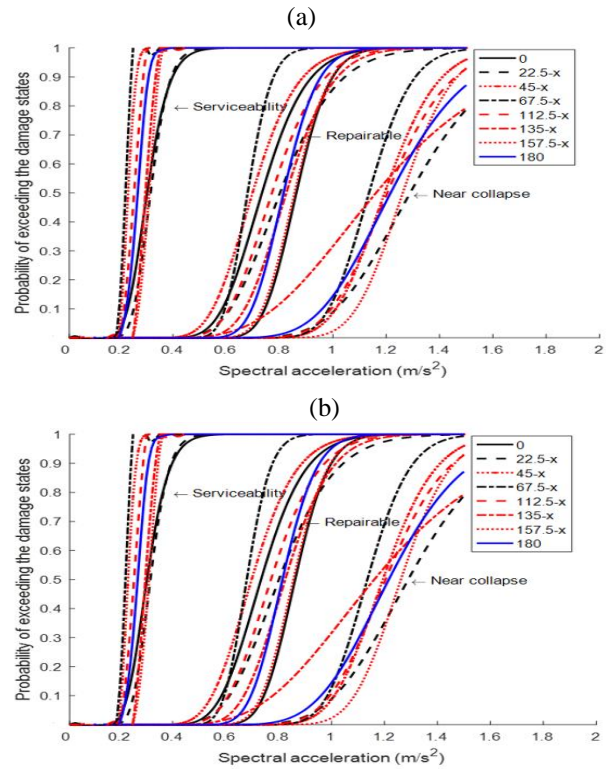 (a)
Probability of exceeding the damage states
1
0.9
0.8
0.7
0.6
0.5
0.4
0.3
0.2
0.1
← Serviceability
Repairable
← Near collapse
0
22.5-x
45-x
67.5-x
112.5-x
135-x
157.5-x
180
0 0.2 0.4 0.6 0.8 1 1.2 1.4 1.6 1.8 2
Spectral acceleration (m/s²)
(b)
Probability of exceeding the damage states
1
0.9
0.8
0.7
0.6
0.5
0.4
0.3
0.2
0.1
← Serviceability
← Repairable
← Near collapse
0
22.5-x
45-x
67.5-x
112.5-x
135-x
157.5-x
180
0 0.2 0.4 0.6 0.8 1 1.2 1.4 1.6 1.8 2
Spectral acceleration (m/s²)